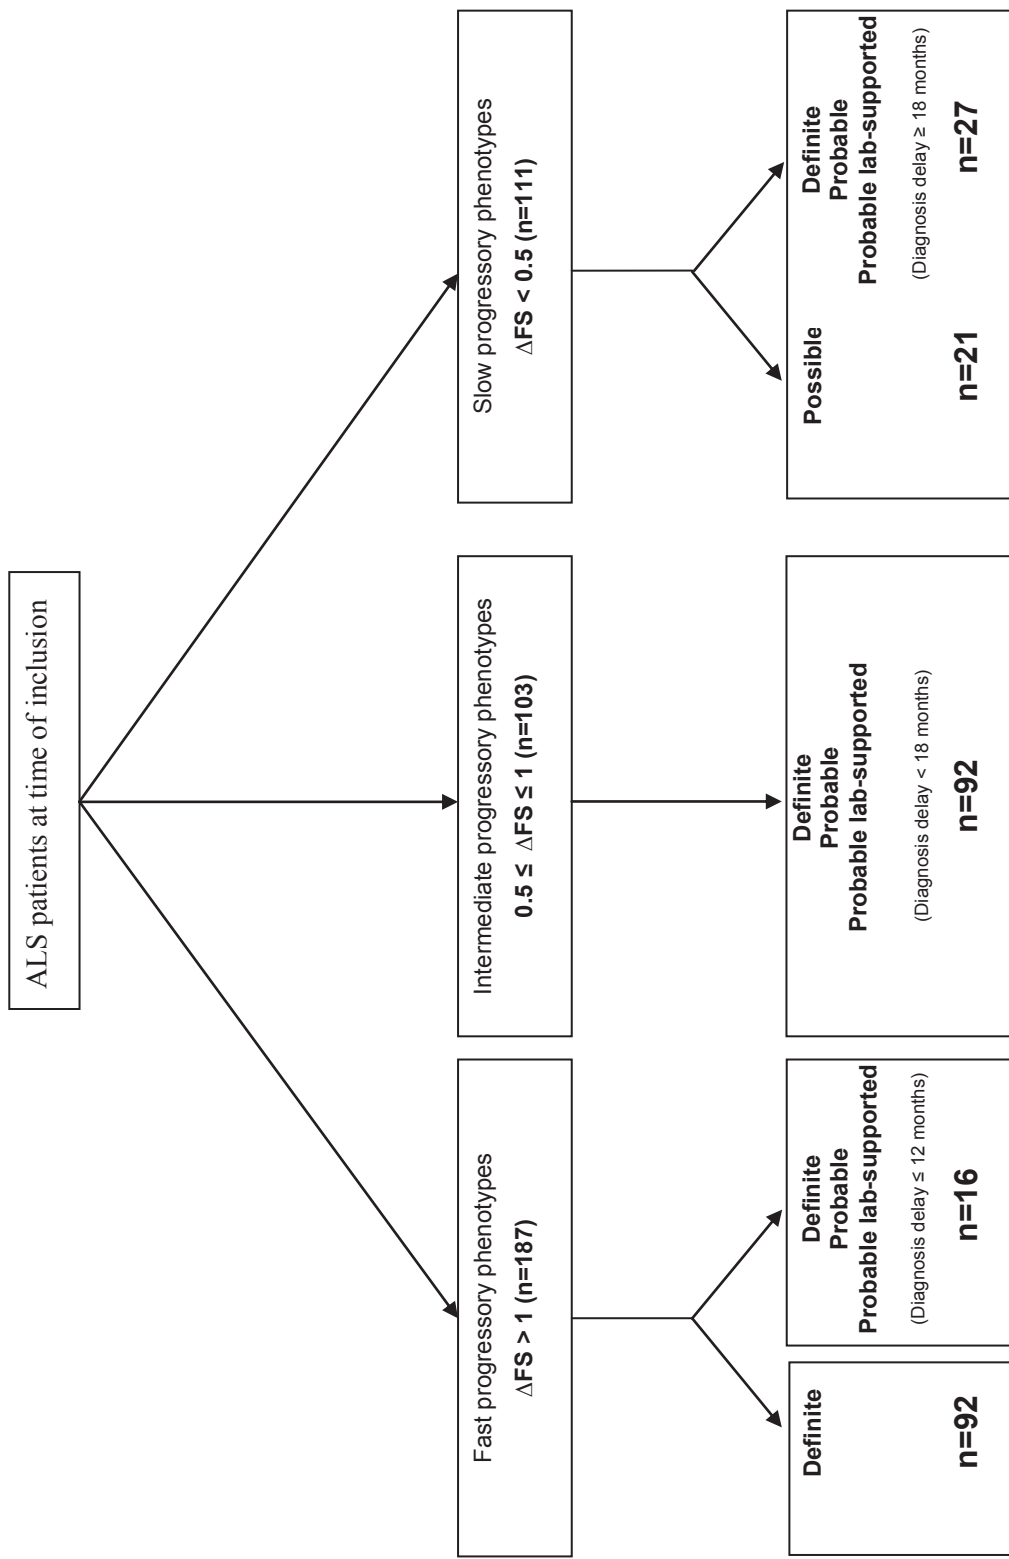 ALS patients at time of inclusion
Fast progressory phenotypes
ΔFS > 1 (n=187)
Intermediate progressory phenotypes
0.5 ≤ ΔFS ≤ 1 (n=103)
Slow progressory phenotypes
ΔFS < 0.5 (n=111)
Definite
n=92
Definite
Probable
Probable lab-supported
(Diagnosis delay ≤ 12 months)
n=16
Definite
Probable
Probable lab-supported
(Diagnosis delay < 18 months)
n=92
Possible
n=21
Definite
Probable
Probable lab-supported
(Diagnosis delay ≥ 18 months)
n=27